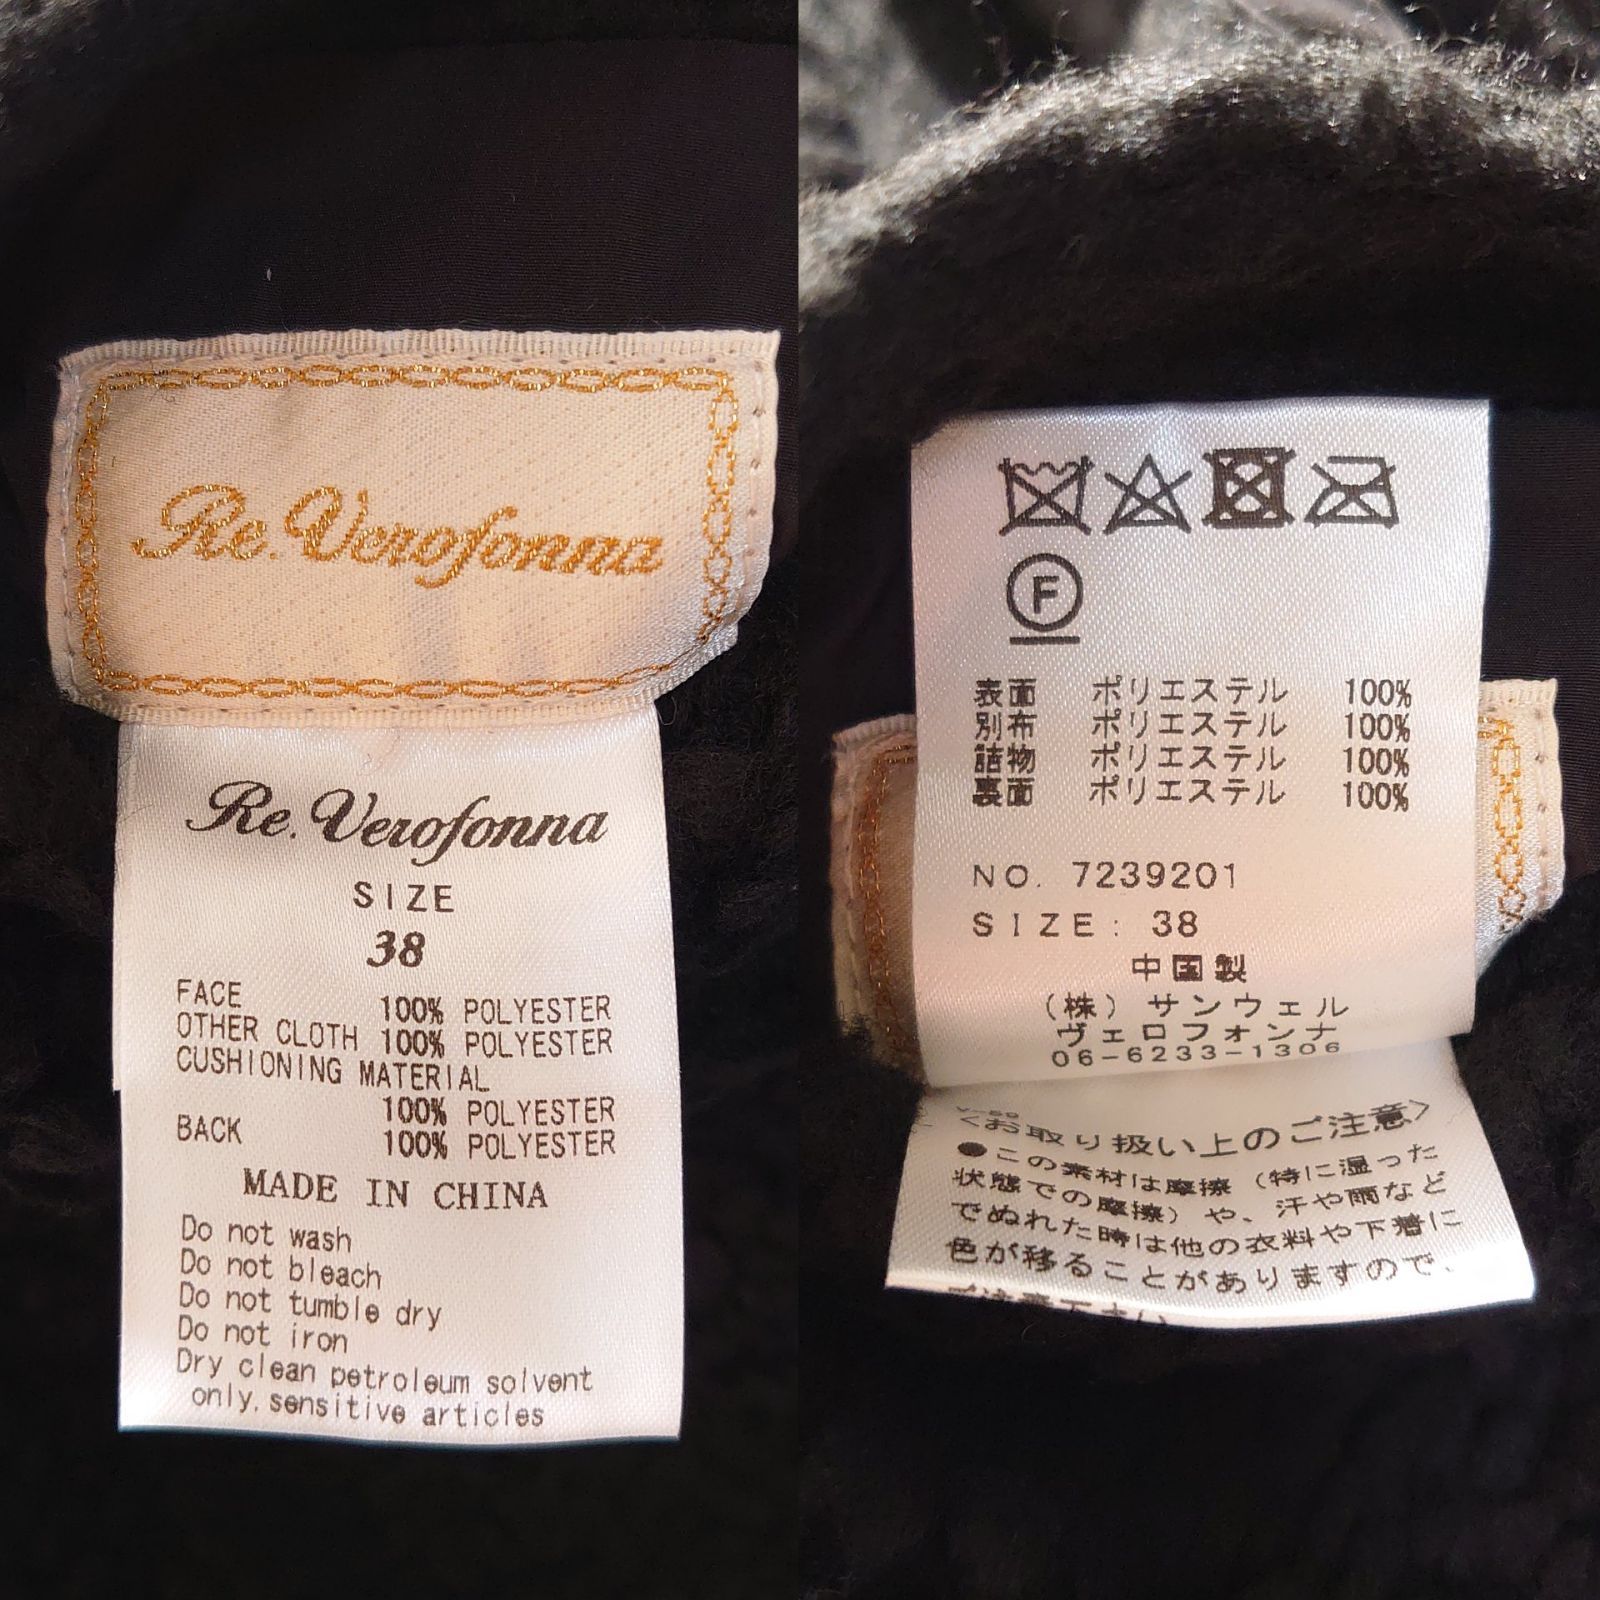 Re. Verofonna
Re. Verofonna
SIZE
38
FACE
100% POLYESTER
OTHER CLOTH 100% POLYESTER
CUSHIONING MATERIAL
100% POLYESTER
BACK
100% POLYESTER
MADE IN CHINA
Do not wash
Do not bleach
Do not tumble dry
Do not iron
Dry clean petroleum solvent
only. sensitive articles
F
表面 ポリエステル 100%
別布 ポリエステル 100%
詰物 ポリエステル 100%
裏面 ポリエステル 100%
NO. 7239201
SIZE: 38
中国製
(株) サンウェル
ヴェロフォンナ
06-6233-1306
<お取り扱い上のご注意>
●この素材は摩擦 (特に湿った
状態での摩擦) や、汗や雨など
でぬれた時は他の衣料や下着に
色が移ることがありますので、